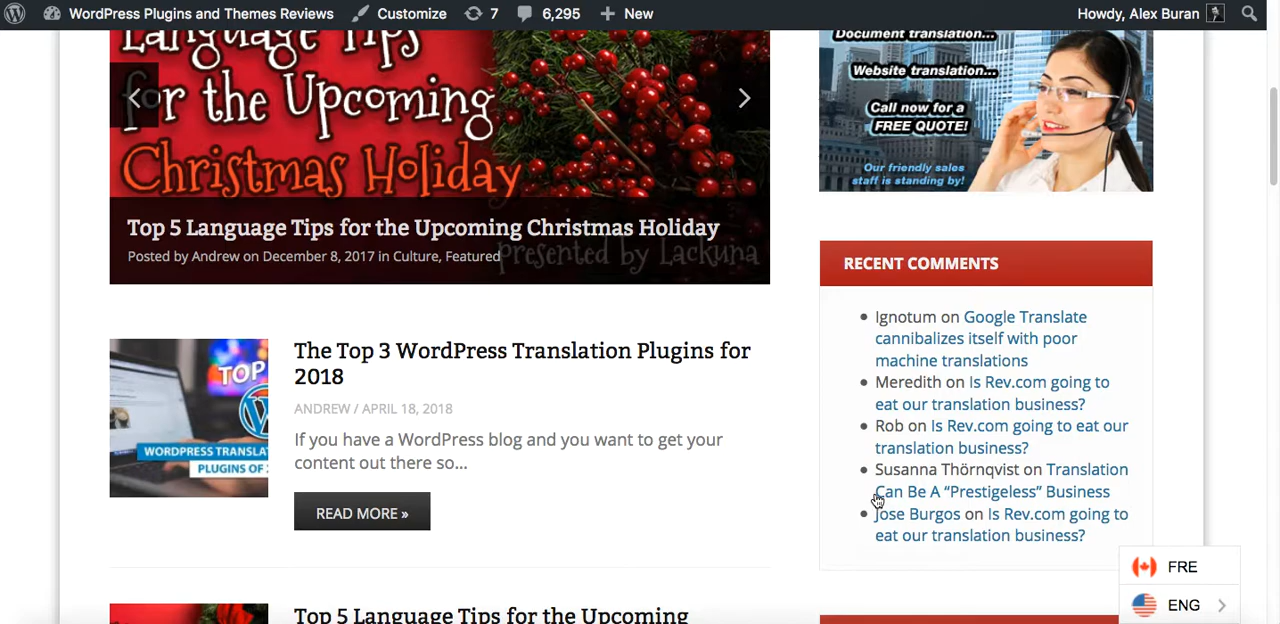 WordPress Plugins and Themes Reviews Customize 7 6,295 New Howdy, Alex Buran
Language Tips
for the Upcoming
Christmas Holiday
Top 5 Language Tips for the Upcoming Christmas Holiday
Posted by Andrew on December 8, 2017 in Culture, Featured
presented by Lackuna
The Top 3 WordPress Translation Plugins for
2018
ANDREW / APRIL 18, 2018
If you have a WordPress blog and you want to get your
content out there so...
READ MORE »
TOP
WORDPRESS TRANSLAT
PLUGINS OF 2
Top 5 Language Tips for the Upcoming
Document translation...
Website translation...
Call now for a
FREE QUOTE!
Our friendly sales
staff is standing by!
RECENT COMMENTS
Ignotum on Google Translate
cannibalizes itself with poor
machine translations
Meredith on Is Rev.com going to
eat our translation business?
Rob on Is Rev.com going to eat our
translation business?
Susanna Thörnqvist on Translation
Can Be A “Prestigeless” Business
Jose Burgos on Is Rev.com going to
eat our translation business?
FRE
ENG